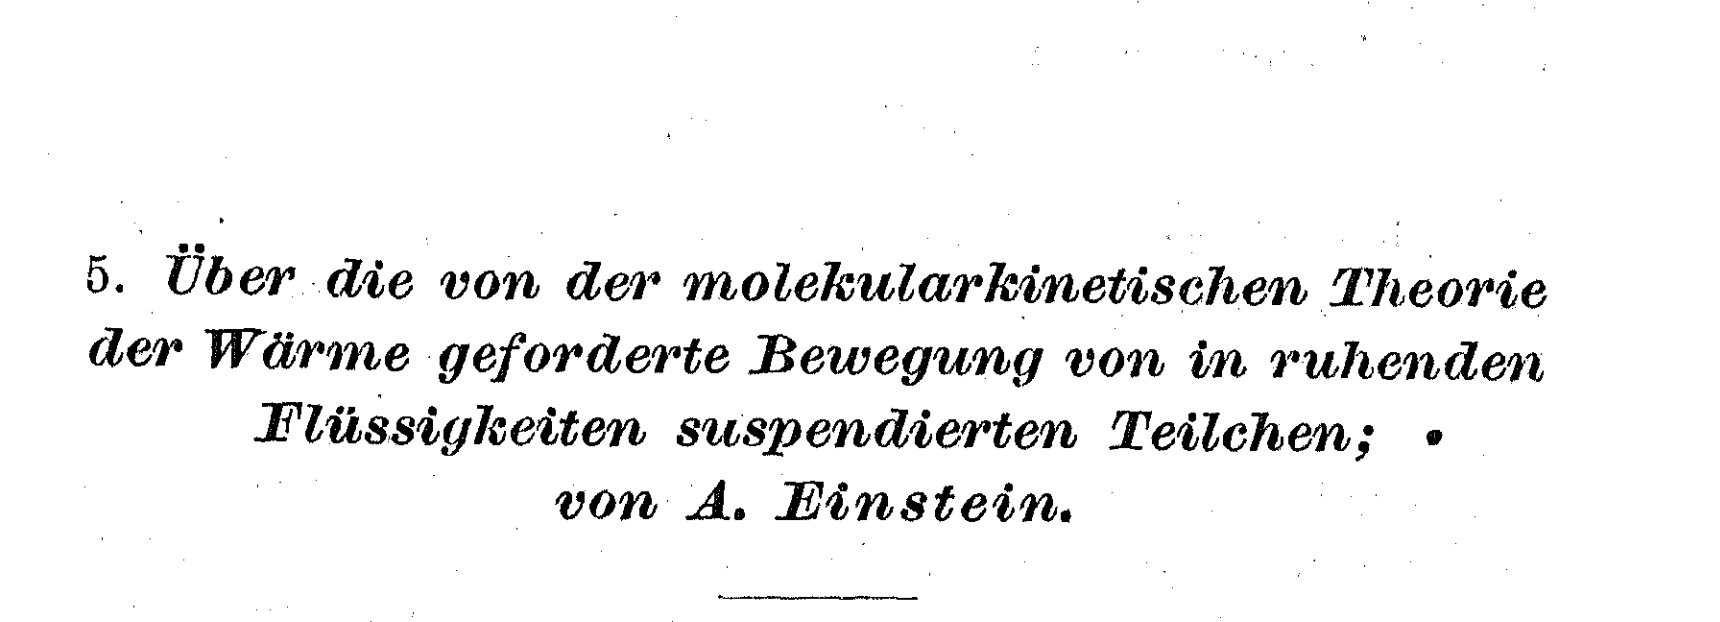 5. Über die von der molekularkinetischen Theorie
der Wärme geforderte Bewegung von in ruhenden
Flüssigkeiten suspendierten Teilchen;
von A. Einstein.